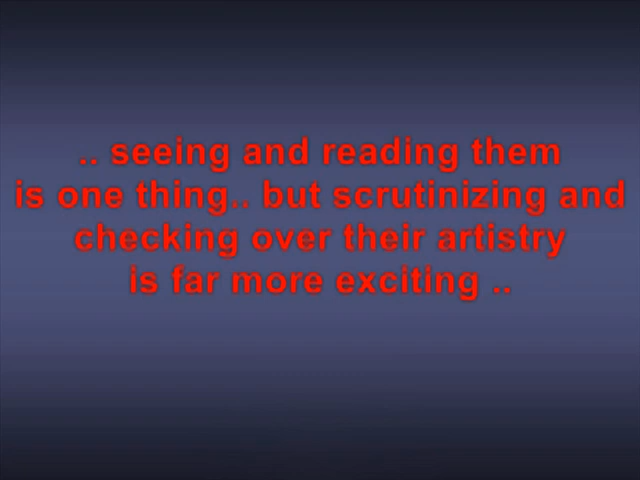 .. seeing and reading them
is one thing.. but scrutinizing and
checking over their artistry
is far more exciting ..